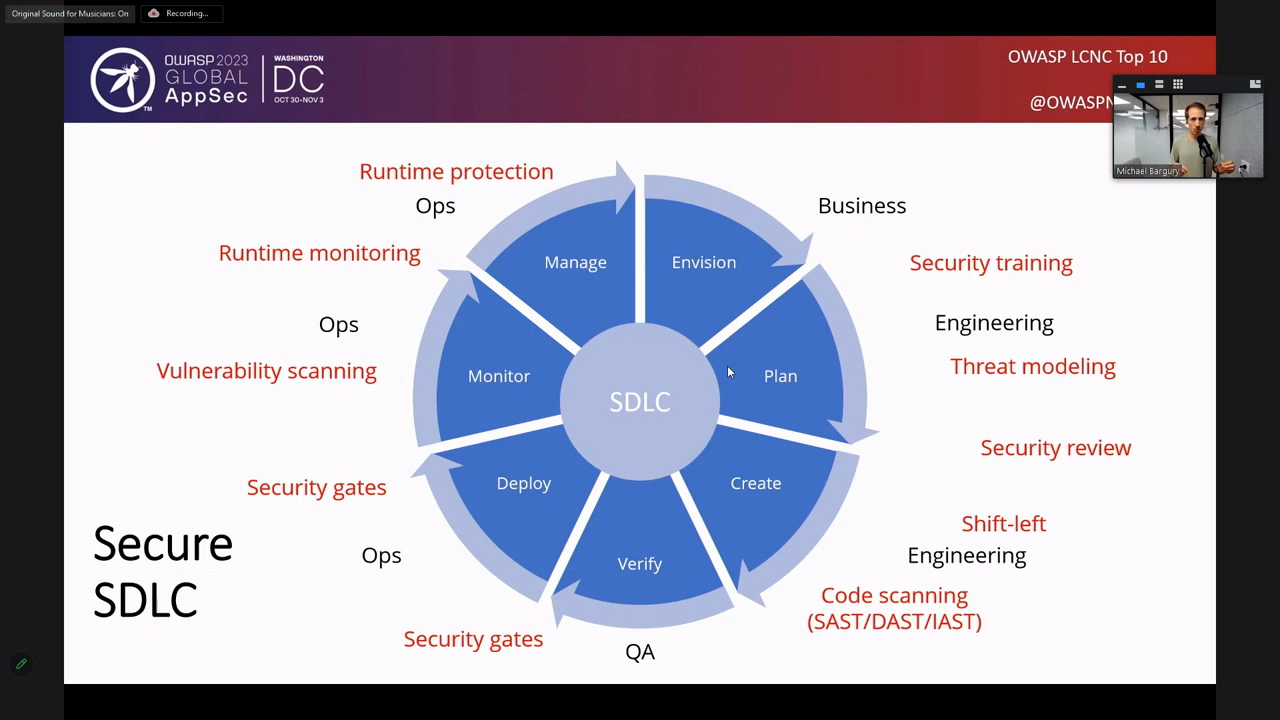 Original Sound for Musicians: On
Recording...
OWASP 2023
GLOBAL
AppSec
TM
WASHINGTON
DC
OCT 30-NOV 3
OWASP LCNC Top 10
@OWASPN
Michael Bargury
Runtime protection
Ops
Business
Runtime monitoring
Manage
Envision
Security training
Ops
Engineering
Vulnerability scanning
Monitor
Plan
Threat modeling
SDLC
Security review
Security gates
Deploy
Create
Shift-left
Secure
SDLC
Ops
Verify
Engineering
Code scanning
(SAST/DAST/IAST)
Security gates
QA